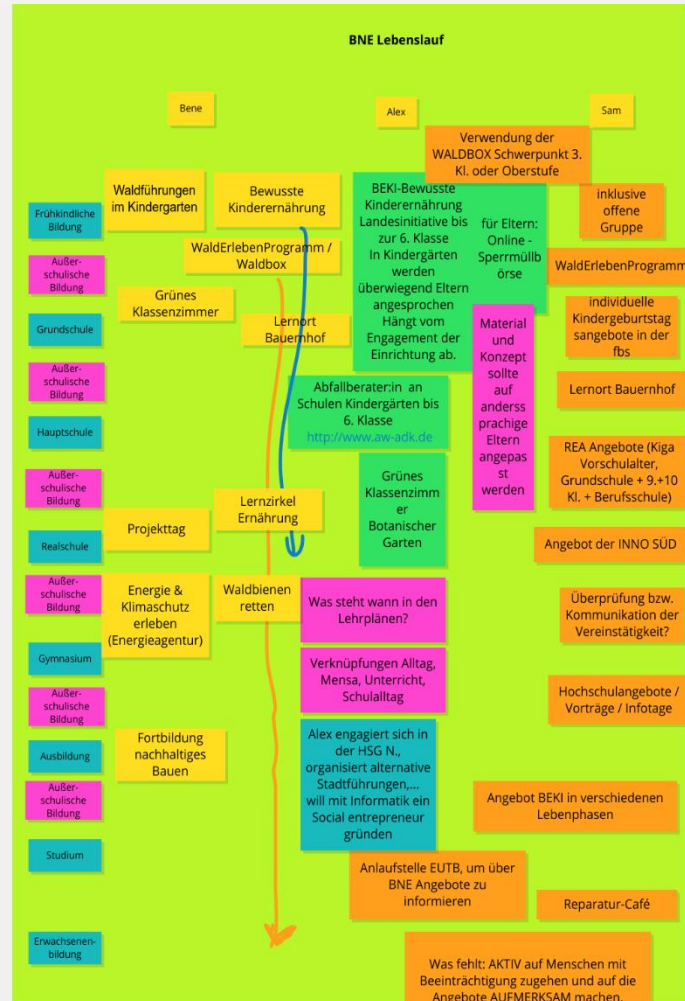 BNE Lebenslauf
Bene
Alex
Sam
Frühkindliche
Bildung
Außer-
schulische
Bildung
Grundschule
Außer-
schulische
Bildung
Hauptschule
Außer-
schulische
Bildung
Realschule
Außer-
schulische
Bildung
Gymnasium
Außer-
schulische
Bildung
Ausbildung
Außer-
schulische
Bildung
Studium
Erwachsenen-
bildung
Waldführungen
im Kindergarten
Bewusste
Kinderernährung
WaldErlebenProgramm /
Waldbox
Grünes
Klassenzimmer
Lernort
Bauernhof
Lernzirkel
Ernährung
Projekttag
Energie &
Klimaschutz
erleben
(Energieagentur)
Waldbienen
retten
Fortbildung
nachhaltiges
Bauen
Verwendung der
WALDBOX Schwerpunkt 3.
Kl. oder Oberstufe
BEKI-Bewusste
Kinderernährung
Landesinitiative bis
zur 6. Klasse
In Kindergärten
werden
überwiegend Eltern
angesprochen
Hängt vom
Engagement der
Einrichtung ab.
für Eltern:
Online -
Sperrmüllb
örse
Material
und
Konzept
sollte
auf
anderss
prachige
Eltern
angepas
st
werden
Abfallberater:in an
Schulen Kindergärten bis
6. Klasse
http://www.aw-adk.de
Grünes
Klassenzimm
er
Botanischer
Garten
Was steht wann in den
Lehrplänen?
Verknüpfungen Alltag,
Mensa, Unterricht,
Schulalltag
Alex engagiert sich in
der HSG N.,
organisiert alternative
Stadtführungen,...
will mit Informatik ein
Social entrepreneur
gründen
Anlaufstelle EUTB, um über
BNE Angebote zu
informieren
inklusive
offene
Gruppe
WaldErlebenProgramm
individuelle
Kindergeburtstag
sangebote in der
fbs
Lernort Bauernhof
REA Angebote (Kiga
Vorschulalter,
Grundschule + 9.+10
Kl. + Berufsschule)
Angebot der INNO SÜD
Überprüfung bzw.
Kommunikation der
Vereinstätigkeit?
Hochschulangebote /
Vorträge / Infotage
Angebot BEKI in verschiedenen
Lebenphasen
Reparatur-Café
Was fehlt: AKTIV auf Menschen mit
Beeinträchtigung zugehen und auf die
Angebote AUFMERKSAM machen.